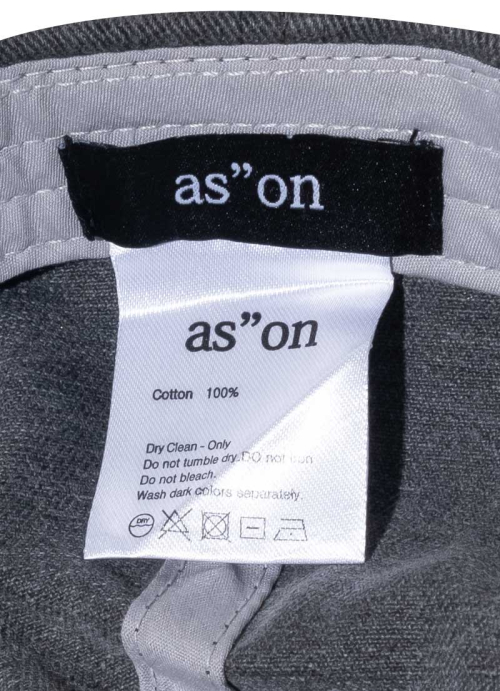 as”on
as”on
Cotton 100%
Dry Clean - Only
Do not tumble dry. DO not
Do not bleach.
Wash dark colors separately.
DRY